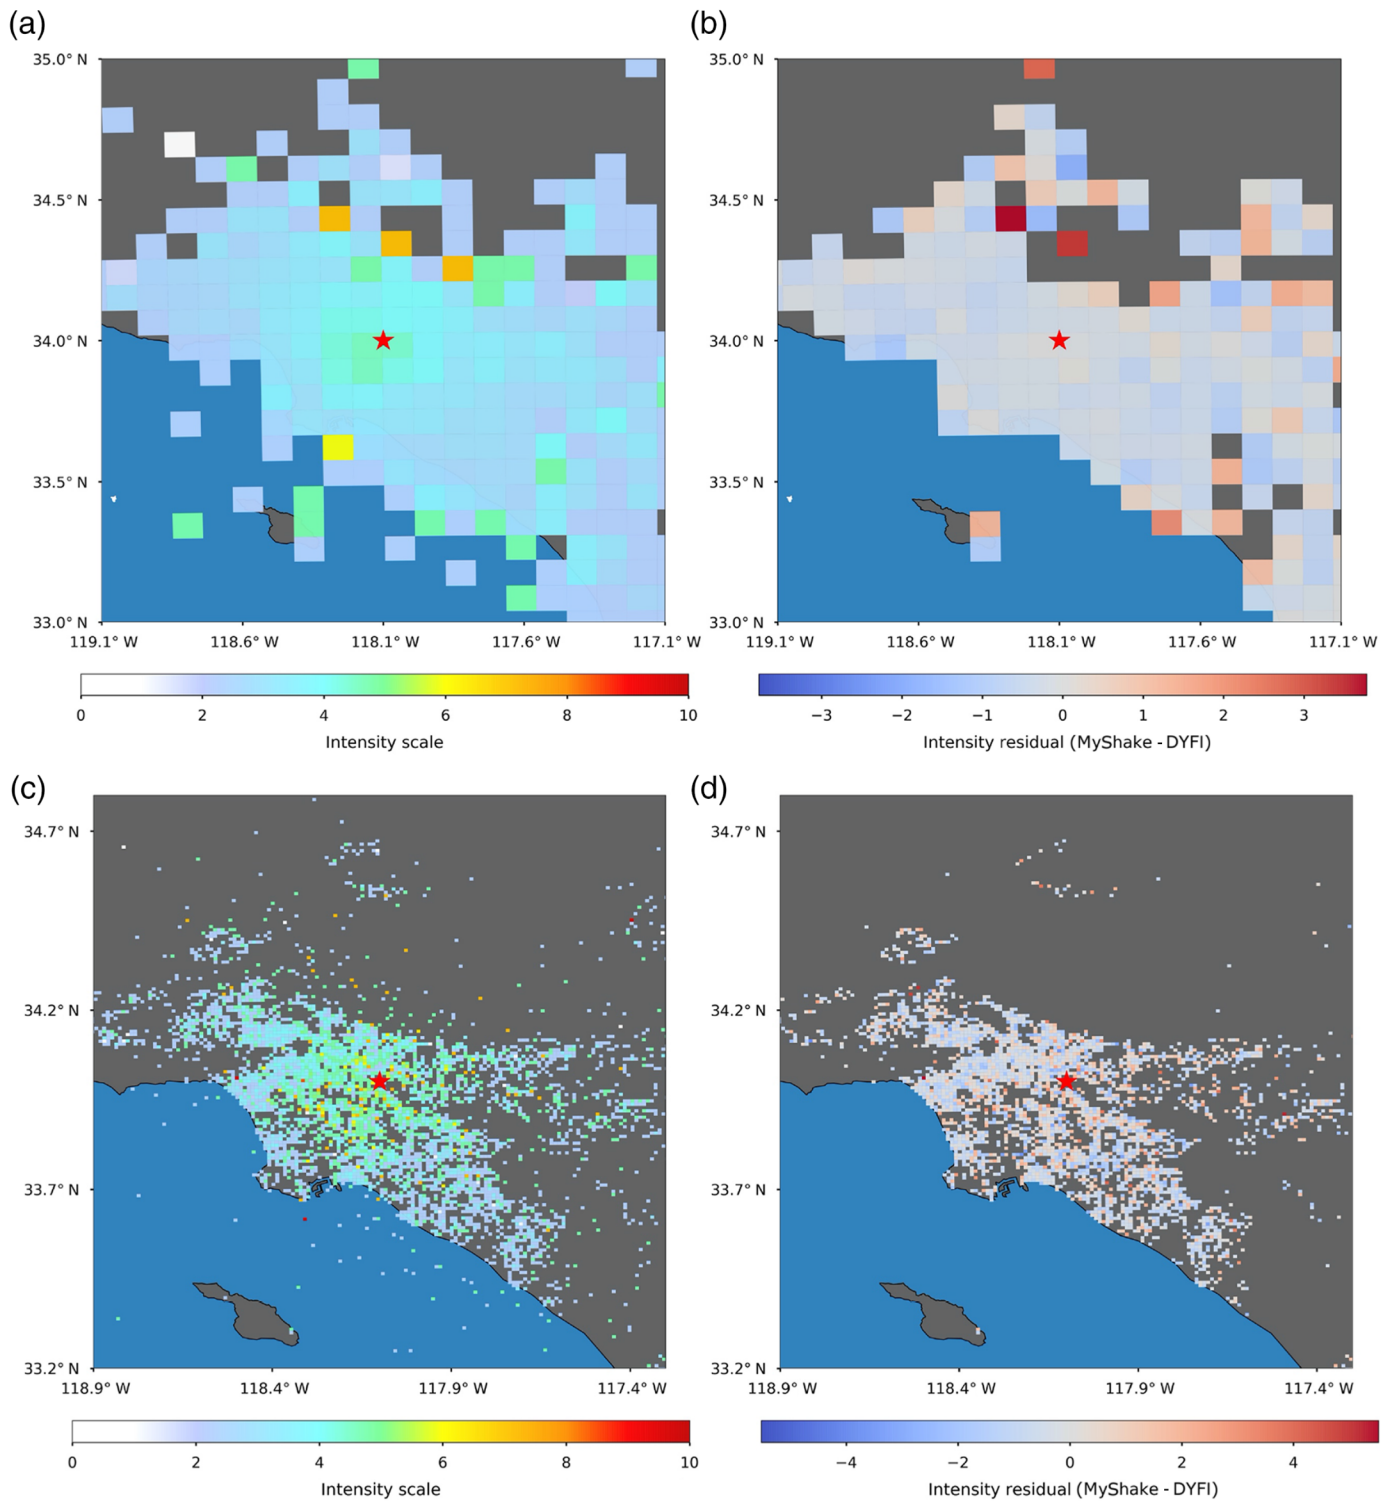 (a)
(b)
35.0° N
34.5° N
34.0° N
33.5° N
33.0° N
119.1° W 118.6° W 118.1° W 117.6° W 117.1° W
35.0° N
34.5° N
34.0° N
33.5° N
33.0° N
119.1° W 118.6° W 118.1° W 117.6° W 117.1° W
0 2 4 6 8 10
Intensity scale
−3 −2 −1 0 1 2 3
Intensity residual (MyShake - DYFI)
(c)
(d)
34.7° N
34.2° N
33.7° N
33.2° N
118.9° W 118.4° W 117.9° W 117.4° W
34.7° N
34.2° N
33.7° N
33.2° N
118.9° W 118.4° W 117.9° W 117.4° W
0 2 4 6 8 10
Intensity scale
−4 −2 0 2 4
Intensity residual (MyShake - DYFI)